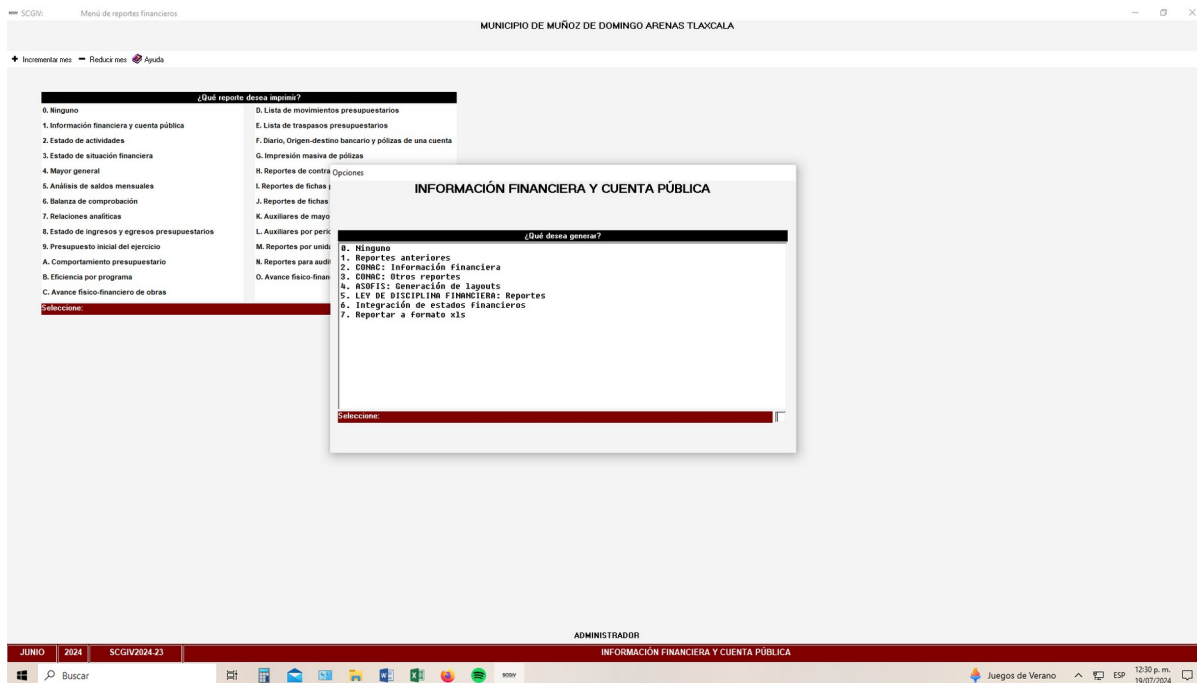 SCGIV: Menú de reportes financieros
MUNICIPIO DE MUÑOZ DE DOMINGO ARENAS TLAXCALA
Incrementar mes Reducir mes Ayuda
¿Qué reporte desea imprimir?
0. Ninguno
1. Información financiera y cuenta pública
2. Estado de actividades
3. Estado de situación financiera
4. Mayor general
5. Análisis de saldos mensuales
6. Balanza de comprobación
7. Relaciones analíticas
8. Estado de ingresos y egresos presupuestarios
9. Presupuesto inicial del ejercicio
A. Comportamiento presupuestario
B. Eficiencia por programa
C. Avance físico-financiero de obras
D. Lista de movimientos presupuestarios
E. Lista de traspasos presupuestarios
F. Diario, Origen-destino bancario y pólizas de una cuenta
G. Impresión masiva de pólizas
H. Reportes de contra
I. Reportes de fichas
J. Reportes de fichas
K. Auxiliares de mayo
L. Auxiliares por peri
M. Reportes por unid
N. Reportes para audi
O. Avance físico-finan
Seleccione:
Opciones
INFORMACIÓN FINANCIERA Y CUENTA PÚBLICA
¿Qué desea generar?
0. Ninguno
1. Reportes anteriores
2. CONAC: Información financiera
3. CONAC: Otros reportes
4. ASOFIS: Generación de layouts
5. LEY DE DISCIPLINA FINANCIERA: Reportes
6. Integración de estados financieros
7. Reportar a formato xls
Seleccione:
ADMINISTRADOR
JUNIO 2024 SCGIV2024-23 INFORMACIÓN FINANCIERA Y CUENTA PÚBLICA
Buscar
SCGIV
Juegos de Verano
ESP
12:30 p. m.
19/07/2024